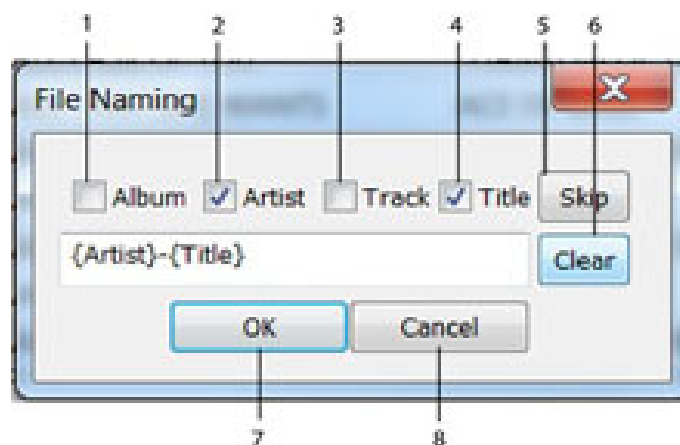 1 2 3 4 5 6
File Naming
Album Artist Track Title Skip
{Artist}-{Title} Clear
OK Cancel
7 8